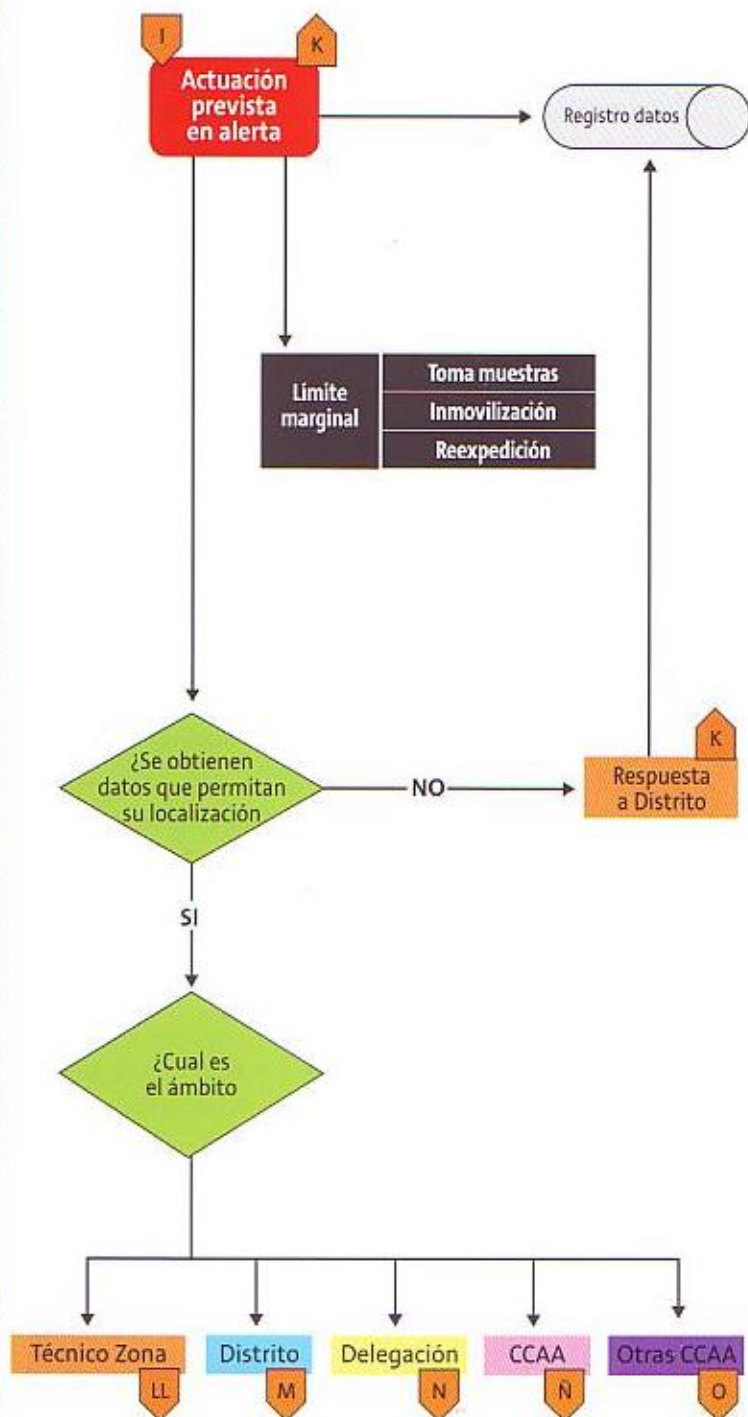 I
K
Actuación
prevista
en alerta
Registro datos
Límite
marginal
Toma muestras
Inmovilización
Reexpedición
¿Se obtienen
datos que permitan
su localización
NO
K
Respuesta
a Distrito
SI
¿Cual es
el ámbito
Técnico Zona
Distrito
Delegación
CCAA
Otras CCAA
LL
M
N
Ñ
O